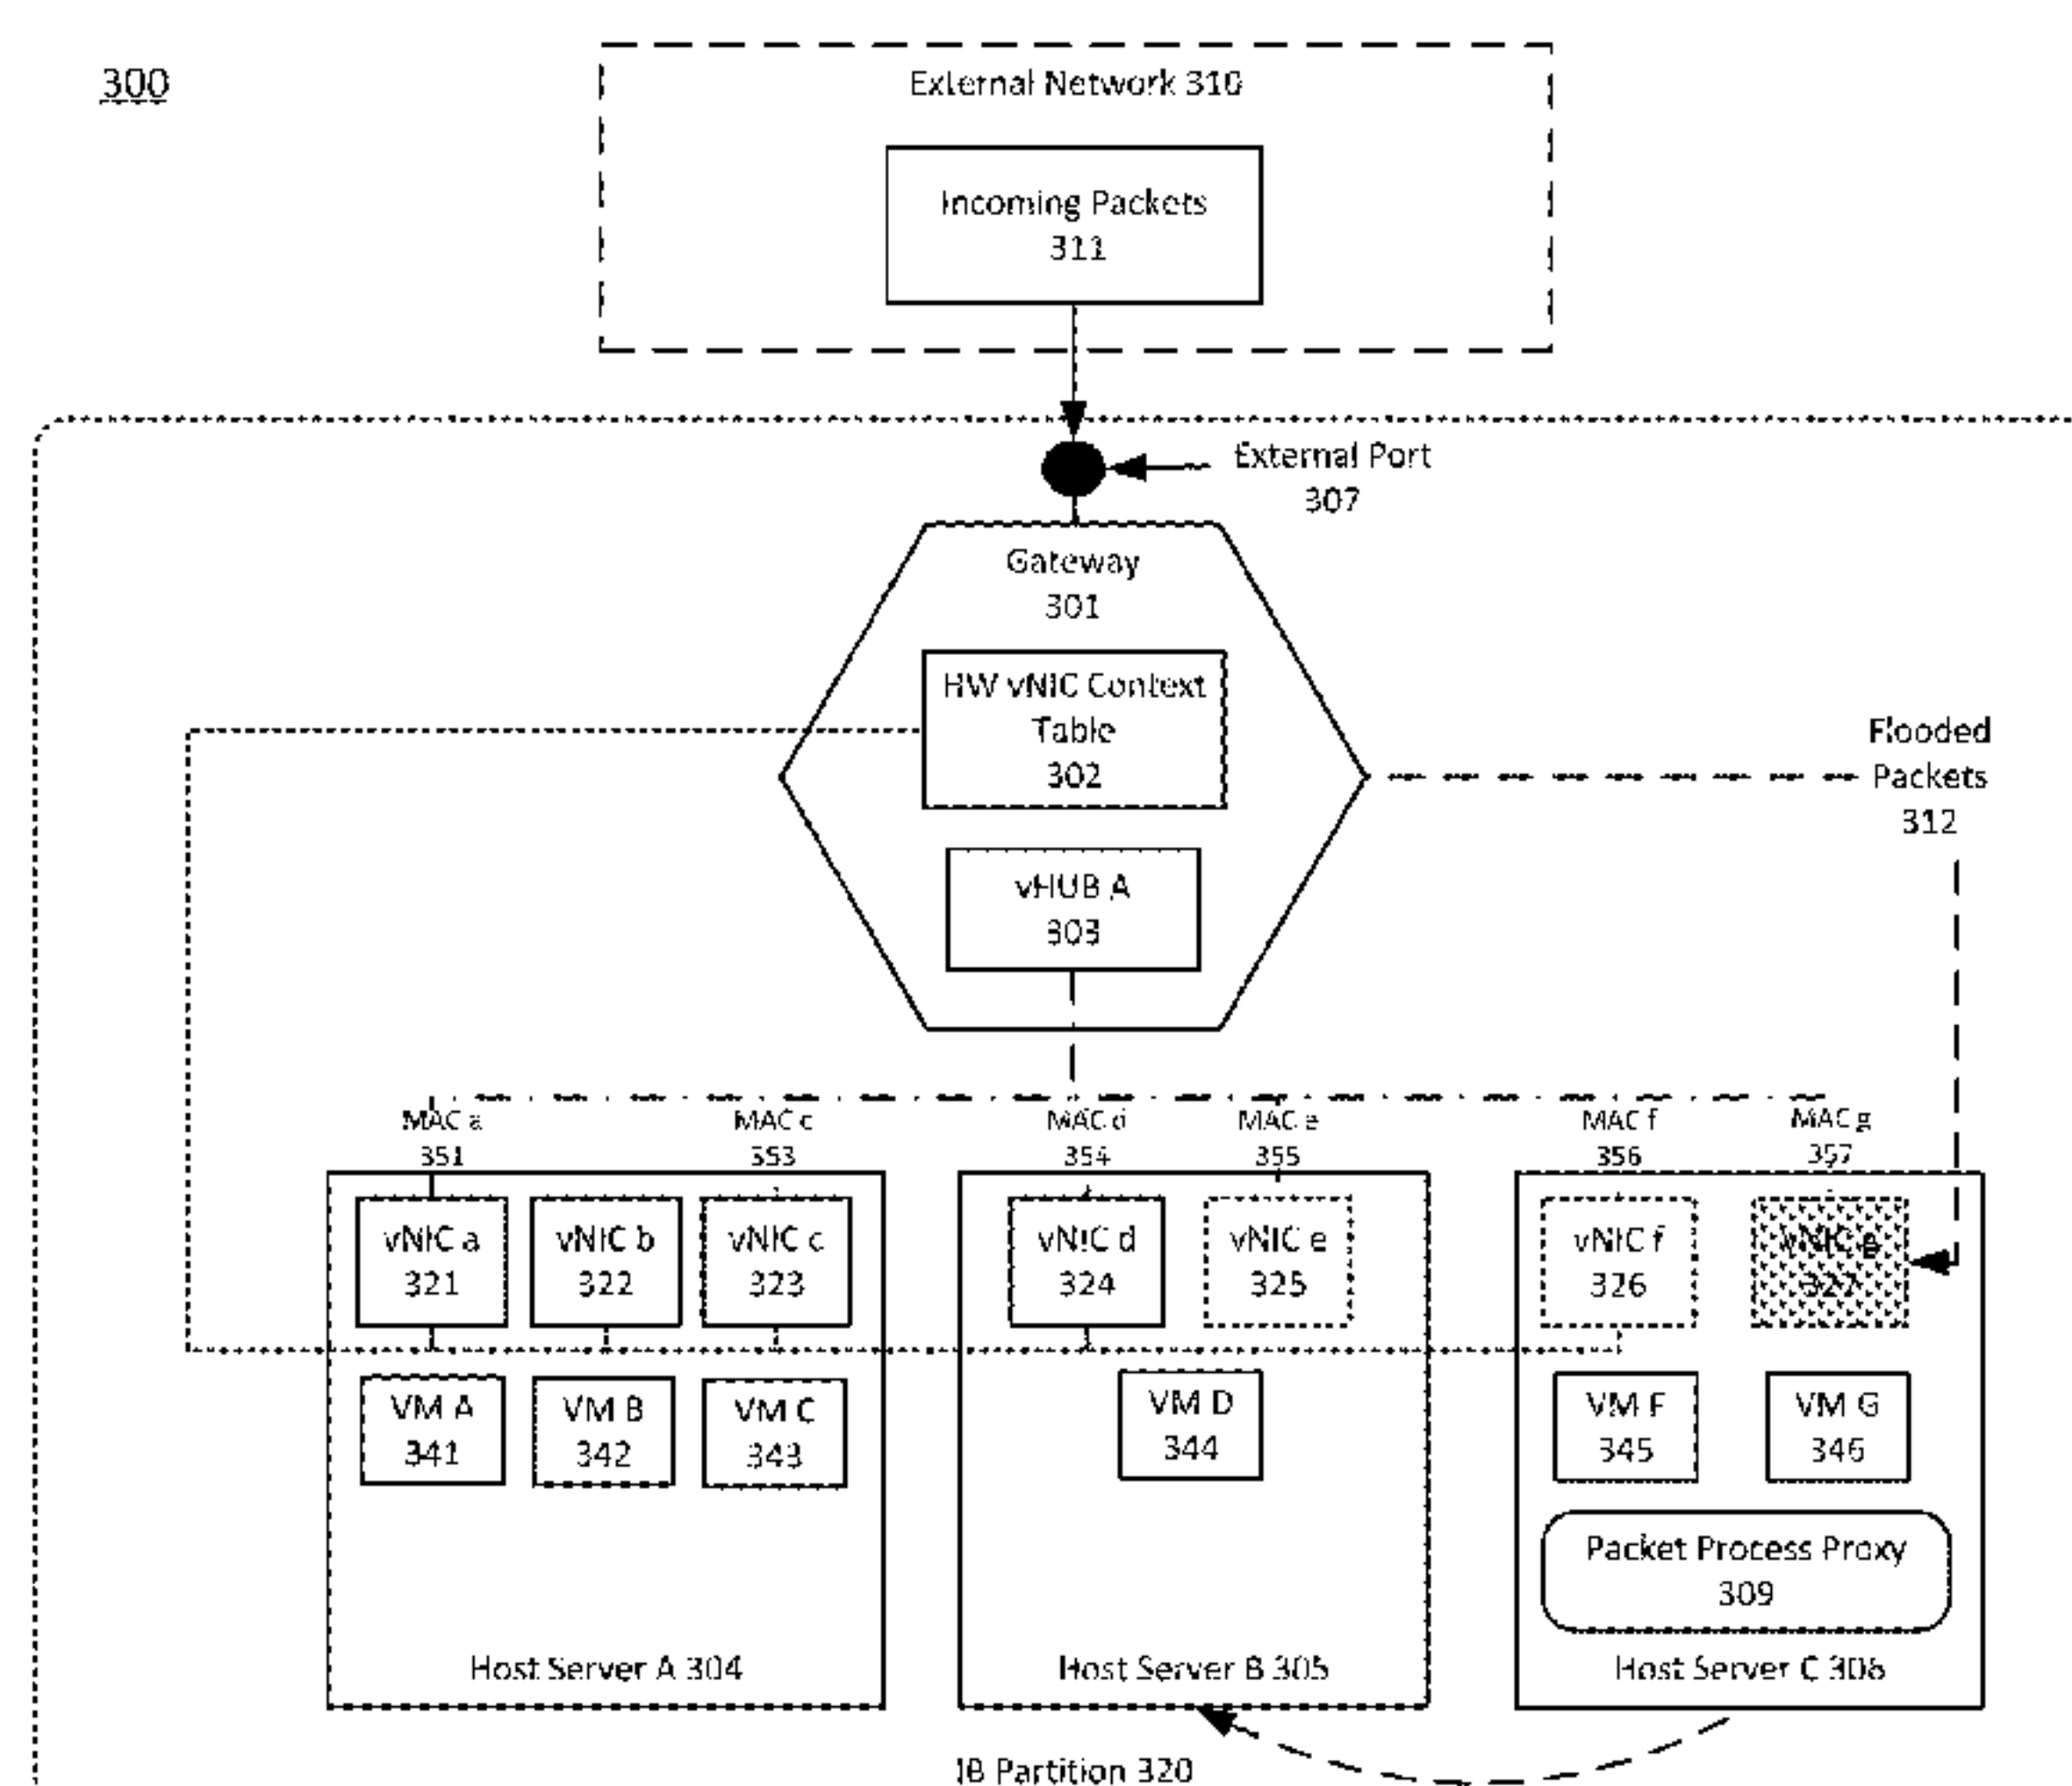 300
External Network 310
Incoming Packets
311
External Port
307
Gateway
301
HW vNIC Context
Table
302
Flooded
Packets
312
vHUB A
303
MAC a
351
MAC c
353
MAC d
354
MAC e
355
MAC f
356
MAC g
357
vNIC a
321
vNIC b
322
vNIC c
323
vNIC d
324
vNIC e
325
vNIC f
326
vNIC g
327
VM A
341
VM B
342
VM C
343
VM D
344
VM F
345
VM G
346
Packet Process Proxy
309
Host Server A 304
Host Server B 305
Host Server C 306
IB Partition 320